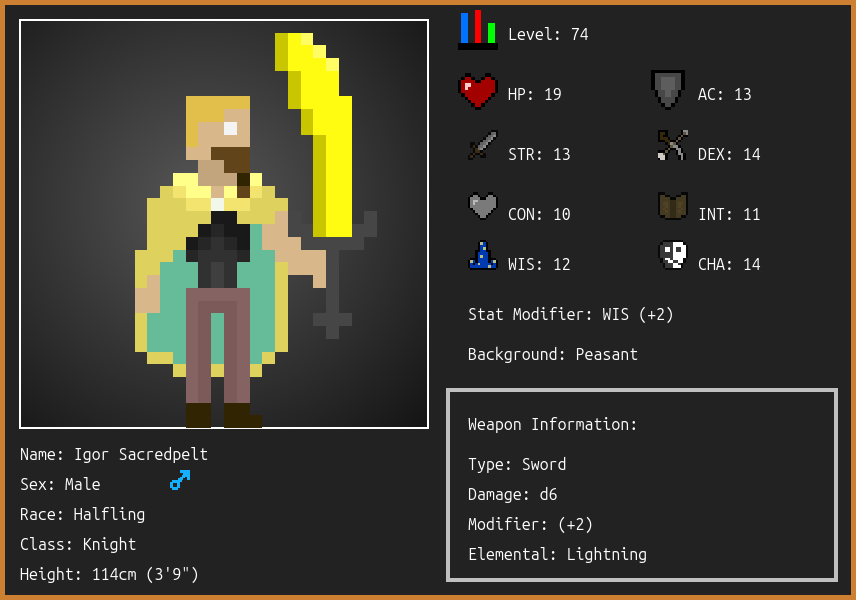 Level: 74
HP: 19
AC: 13
STR: 13
DEX: 14
CON: 10
INT: 11
WIS: 12
CHA: 14
Stat Modifier: WIS (+2)
Background: Peasant
Weapon Information:
Type: Sword
Damage: d6
Modifier: (+2)
Elemental: Lightning
Name: Igor Sacredpelt
Sex: Male
Race: Halfling
Class: Knight
Height: 114cm (3'9")